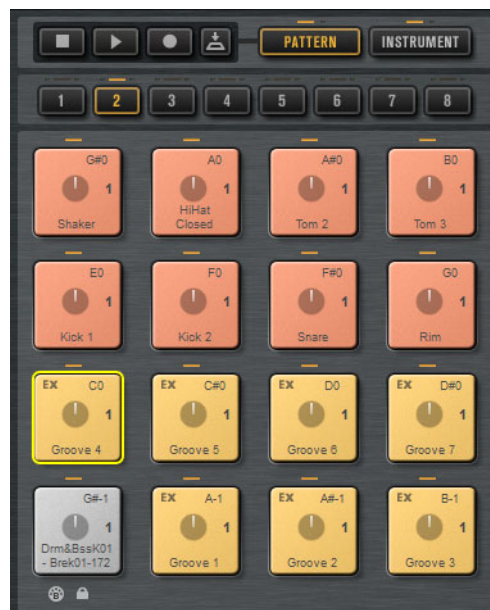 PATTERN INSTRUMENT
1 2 3 4 5 6 7 8
G#0 A0 A#0 B0
1 1 1 1
Shaker HiHat Closed Tom 2 Tom 3
E0 F0 F#0 G0
1 1 1 1
Kick 1 Kick 2 Snare Rim
EX C0 EX C#0 EX D0 EX D#0
1 1 1 1
Groove 4 Groove 5 Groove 6 Groove 7
G#-1 EX A-1 EX A#-1 EX B-1
1 1 1 1
Drm&BssK01
- Brek01-172 Groove 1 Groove 2 Groove 3
B